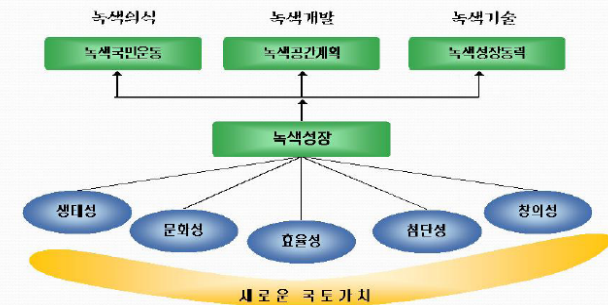 녹색의식 녹색개발 녹색기술
녹색국민운동 녹색공간계획 녹색성장동력
녹색성장
생태성 문화성 효율성 첨단성 창의성
새로운 국토가치